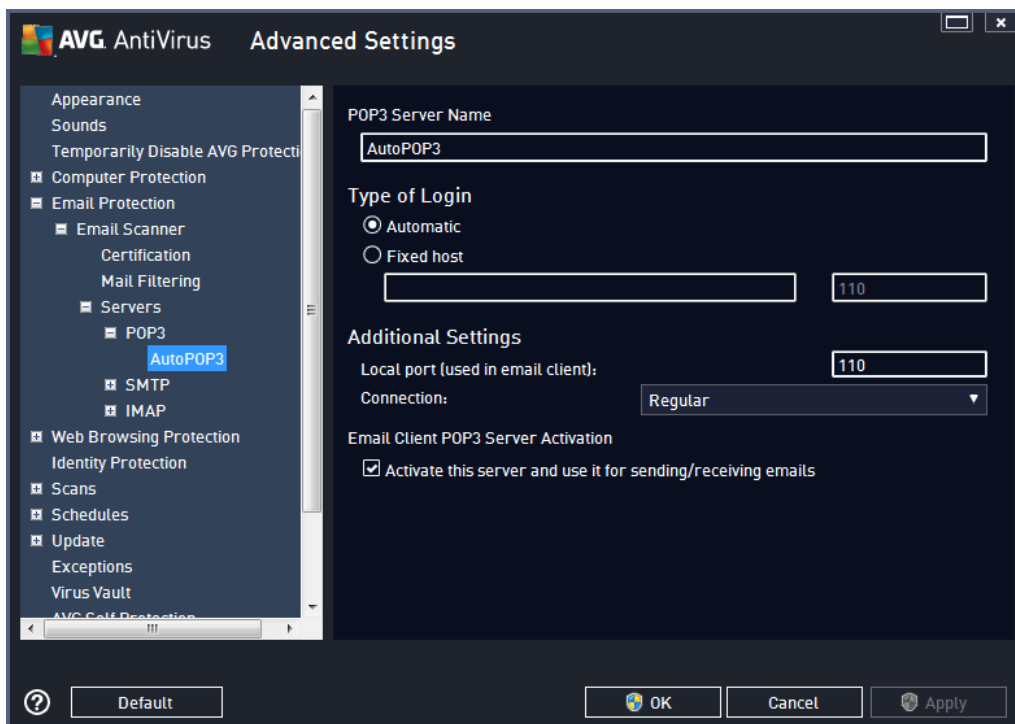 AVG AntiVirus Advanced Settings
Appearance
Sounds
Temporarily Disable AVG Protecti
Computer Protection
Email Protection
Email Scanner
Certification
Mail Filtering
Servers
POP3
AutoPOP3
SMTP
IMAP
Web Browsing Protection
Identity Protection
Scans
Schedules
Update
Exceptions
Virus Vault
AVG Self Protection
POP3 Server Name
AutoPOP3
Type of Login
Automatic
Fixed host
110
Additional Settings
Local port (used in email client): 110
Connection: Regular
Email Client POP3 Server Activation
Activate this server and use it for sending/receiving emails
? Default OK Cancel Apply